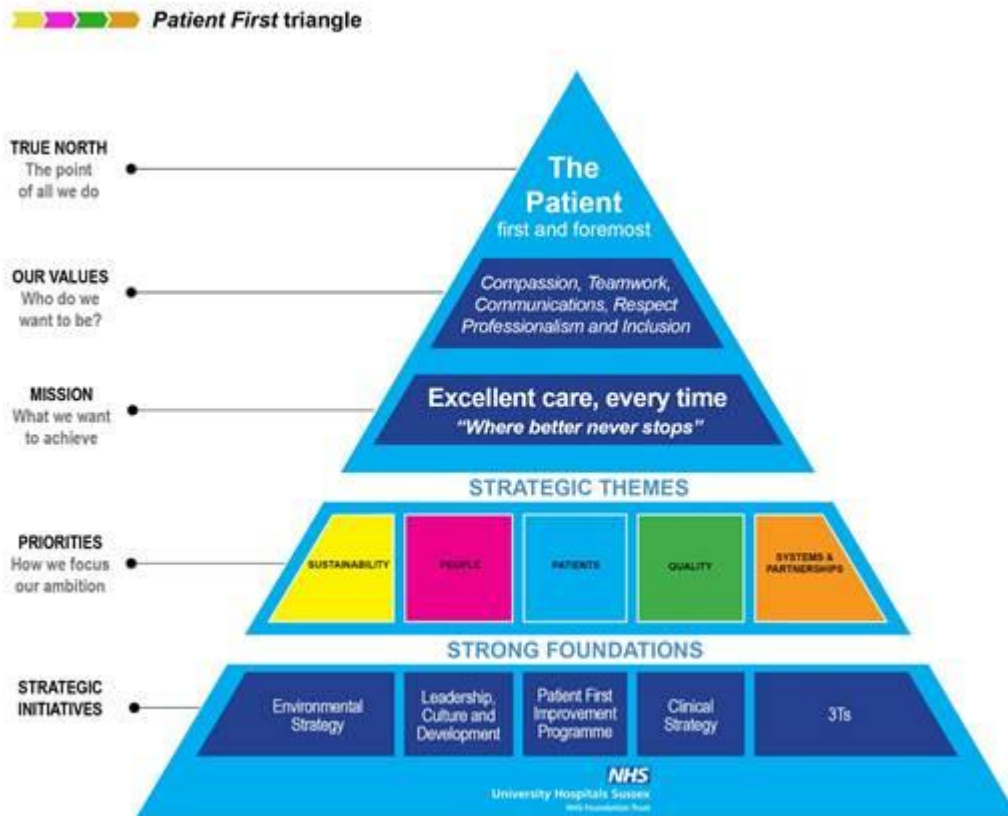 Patient First triangle
TRUE NORTH
The point
of all we do
The
Patient
first and foremost
OUR VALUES
Who do we
want to be?
Compassion, Teamwork,
Communications, Respect
Professionalism and Inclusion
MISSION
What we want
to achieve
Excellent care, every time
“Where better never stops”
STRATEGIC THEMES
PRIORITIES
How we focus
our ambition
SUSTAINABILITY
PEOPLE
PATIENTS
QUALITY
SYSTEMS &
PARTNERSHIPS
STRONG FOUNDATIONS
STRATEGIC
INITIATIVES
Environmental
Strategy
Leadership,
Culture and
Development
Patient First
Improvement
Programme
Clinical
Strategy
3Ts
NHS
University Hospitals Sussex
NHS Foundation Trust